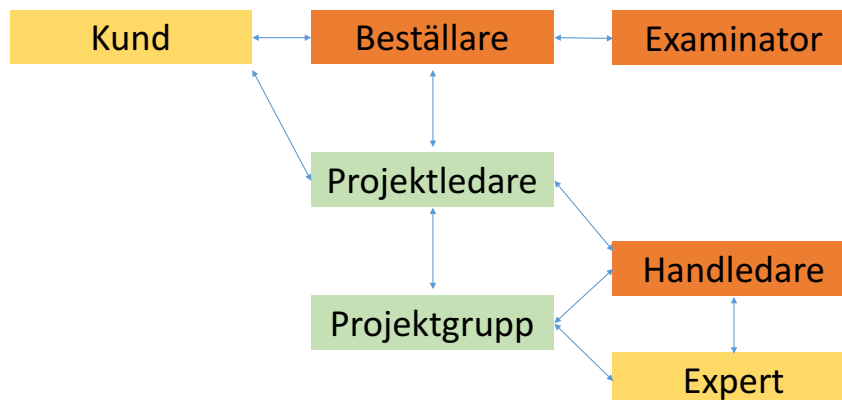 Kund
Beställare
Examinator
Projektledare
Handledare
Projektgrupp
Expert